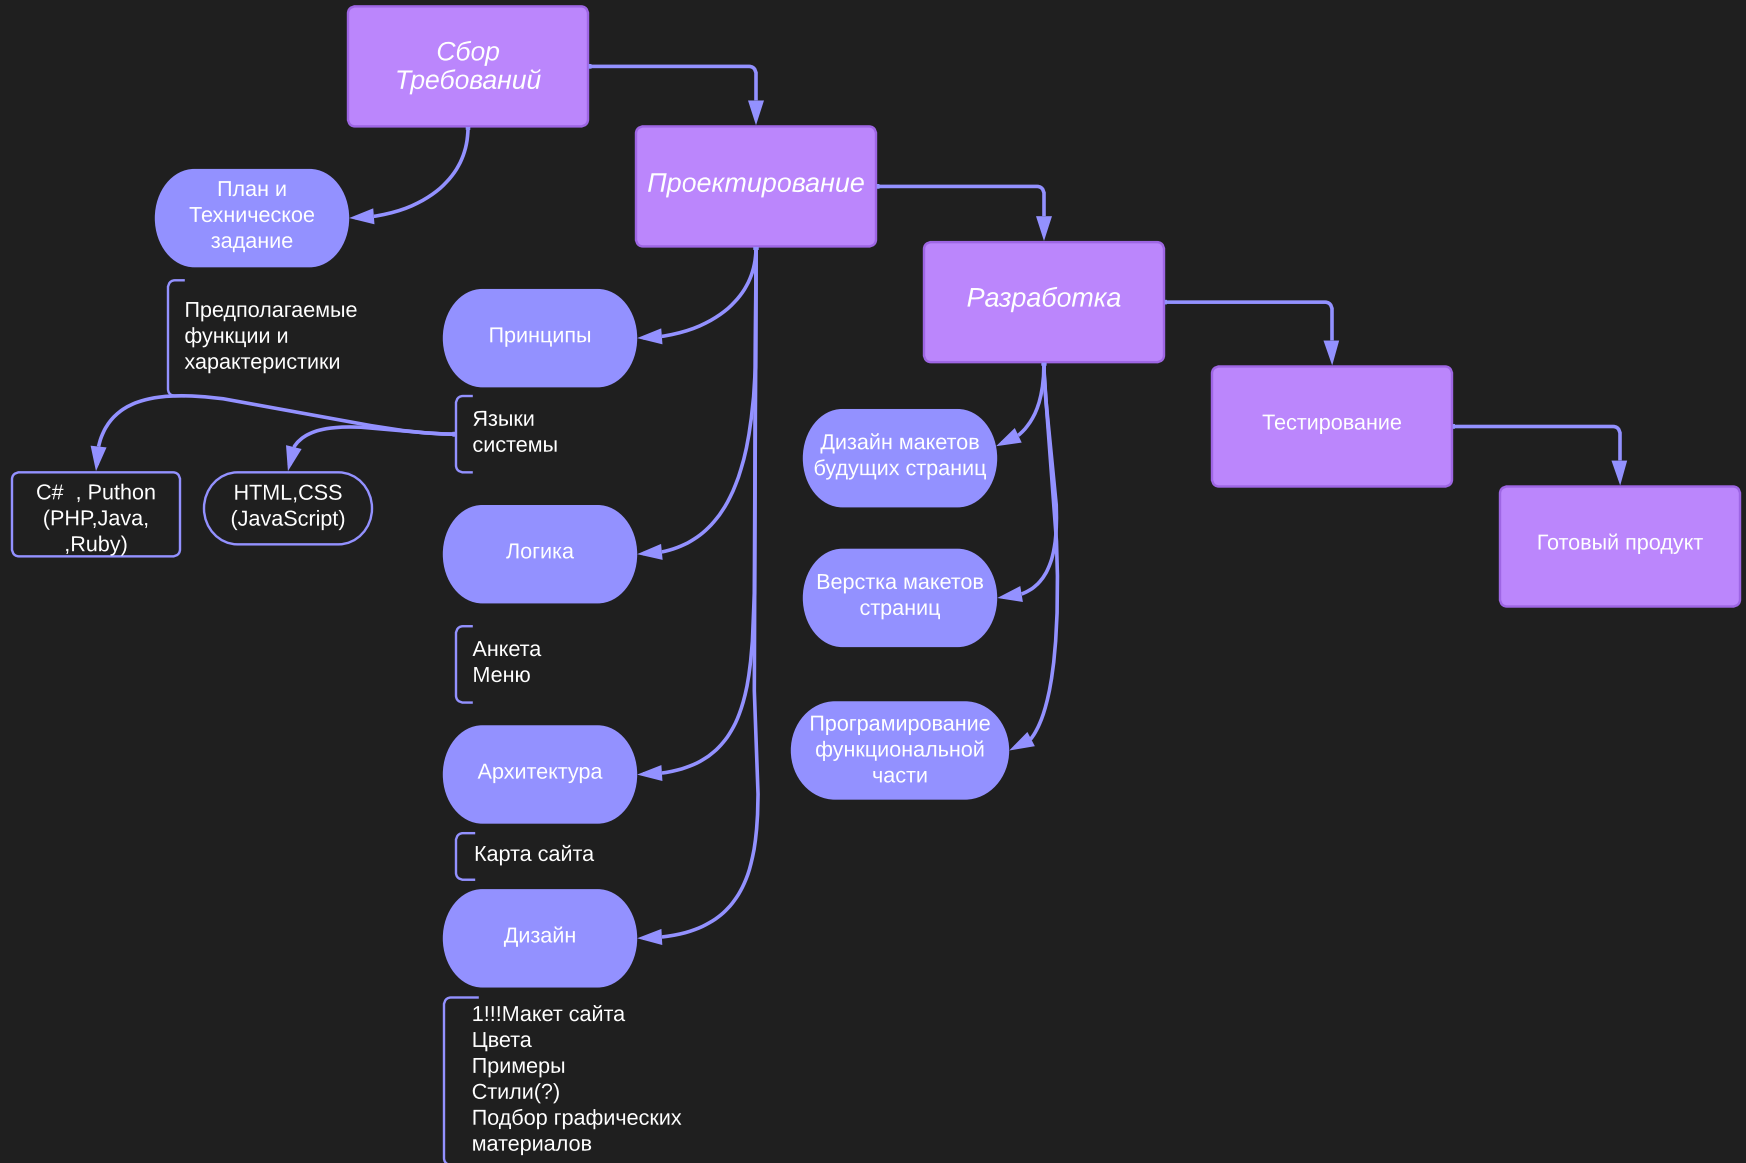 Сбор
Требований
Проектирование
План и
Техническое
задание
Разработка
Предполагаемые
функции и
характеристики
Принципы
Языки
системы
C#  , Puthon
(PHP,Java,
,Ruby)
HTML,CSS
(JavaScript)
Логика
Анкета
Меню
Архитектура
Карта сайта
Дизайн
1!!!Макет сайта
Цвета
Примеры
Стили(?)
Подбор графических
материалов
Дизайн макетов
будущих страниц
Верстка макетов
страниц
Програмирование
функциональной
части
Тестирование
Готовый продукт